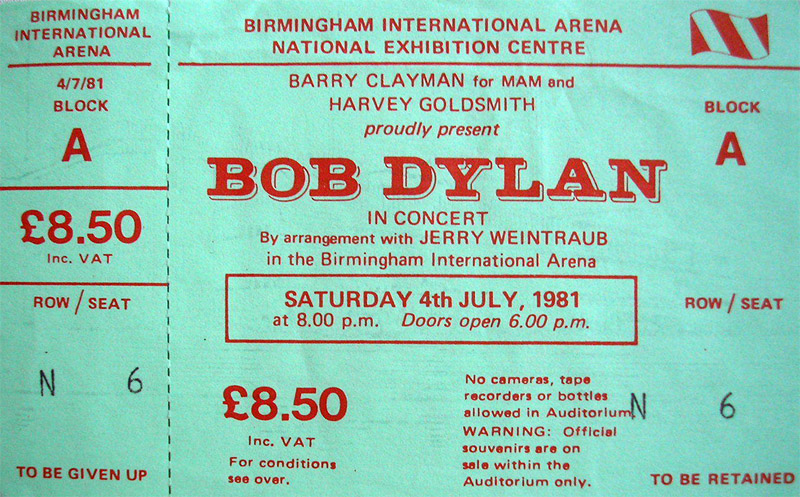 BIRMINGHAM
INTERNATIONAL
ARENA
4/7/81
BLOCK
A
£8.50
Inc. VAT
ROW / SEAT
N 6
TO BE GIVEN UP
BIRMINGHAM INTERNATIONAL ARENA
NATIONAL EXHIBITION CENTRE
BARRY CLAYMAN for MAM and
HARVEY GOLDSMITH
proudly present
BOB DYLAN
IN CONCERT
By arrangement with JERRY WEINTRAUB
in the Birmingham International Arena
SATURDAY 4th JULY, 1981
at 8.00 p.m. Doors open 6.00 p.m.
£8.50
Inc. VAT
For conditions
see over.
No cameras, tape
recorders or bottles
allowed in Auditorium.
WARNING: Official
souvenirs are on
sale within the
Auditorium only.
BLOCK
A
ROW / SEAT
N 6
TO BE RETAINED